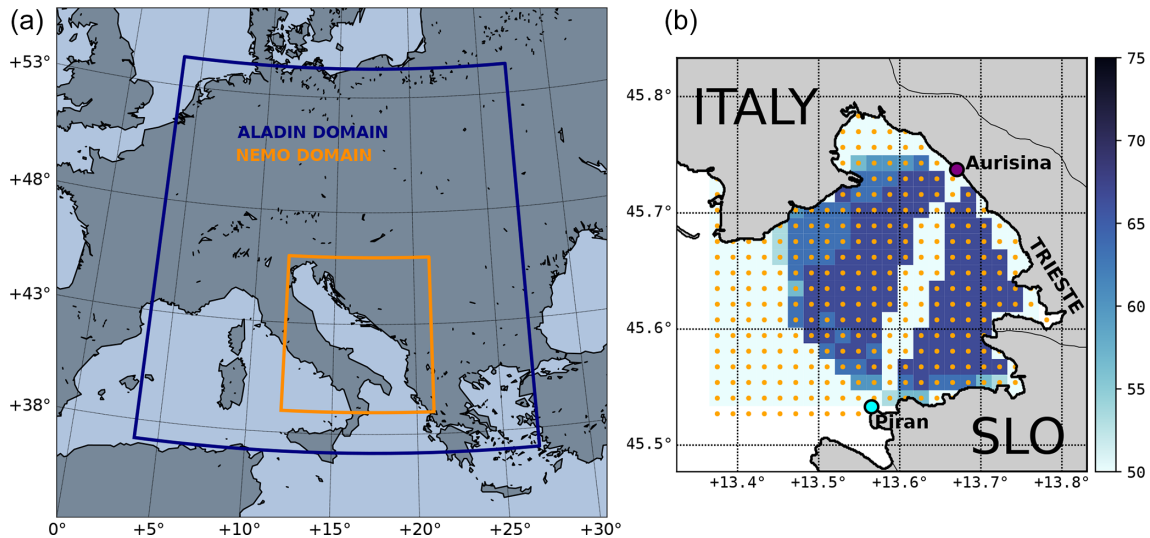 (a)
+53°
+48°
+43°
+38°
0°
+5°
+10°
+15°
+20°
+25°
+30°
ALADIN DOMAIN
NEMO DOMAIN
(b)
45.8°
45.7°
45.6°
45.5°
+13.4°
+13.5°
+13.6°
+13.7°
+13.8°
ITALY
Aurisina
TRIESTE
Piran
SLO
75
70
65
60
55
50